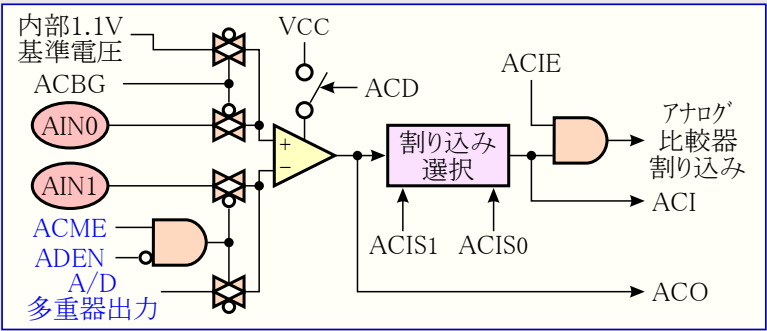 内部1.1V
基準電圧
ACBG
AIN0
AIN1
ACME
ADEN
A/D
多重器出力
VCC
ACD
+
−
割り込み
選択
ACIS1
ACIS0
ACIE
アナログ
比較器
割り込み
ACI
ACO